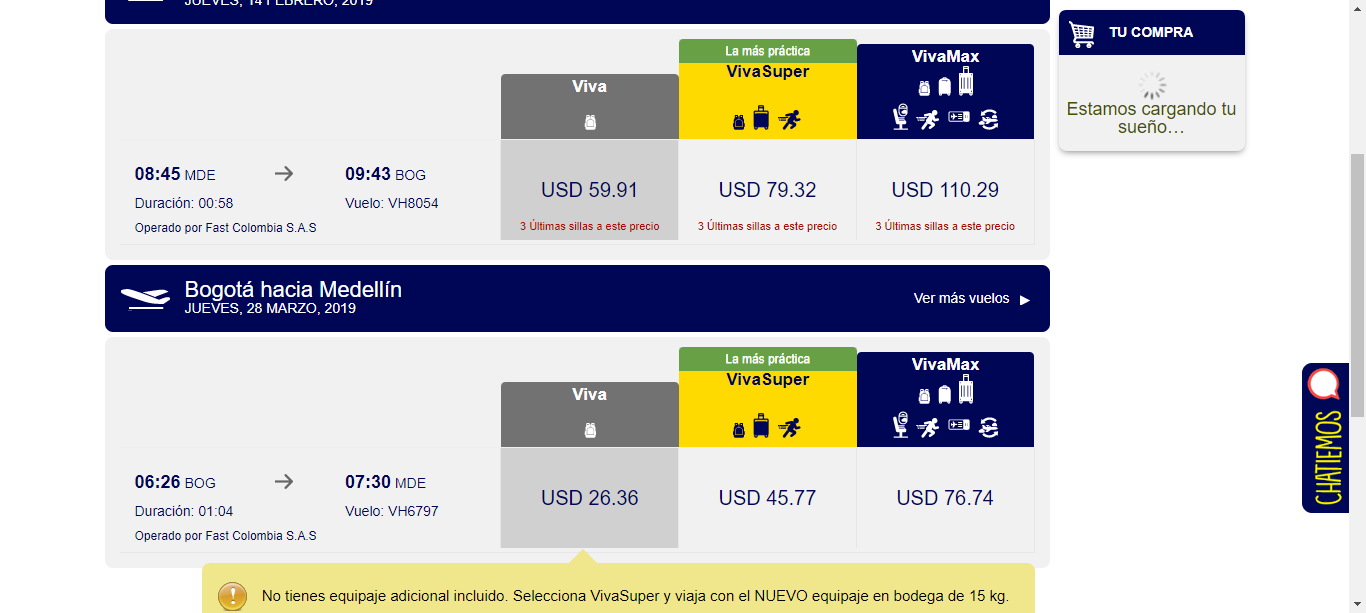 JUEVES, 14 FEBRERO, 2019
TU COMPRA
Estamos cargando tu
sueño…
Viva
La más práctica
VivaSuper
VivaMax
08:45 MDE
09:43 BOG
Duración: 00:58
Vuelo: VH8054
Operado por Fast Colombia S.A.S
USD 59.91
3 Últimas sillas a este precio
USD 79.32
3 Últimas sillas a este precio
USD 110.29
3 Últimas sillas a este precio
Bogotá hacia Medellín
JUEVES, 28 MARZO, 2019
Ver más vuelos
Viva
La más práctica
VivaSuper
VivaMax
06:26 BOG
07:30 MDE
Duración: 01:04
Vuelo: VH6797
Operado por Fast Colombia S.A.S
USD 26.36
USD 45.77
USD 76.74
No tienes equipaje adicional incluido. Selecciona VivaSuper y viaja con el NUEVO equipaje en bodega de 15 kg.
CHATIEMOS